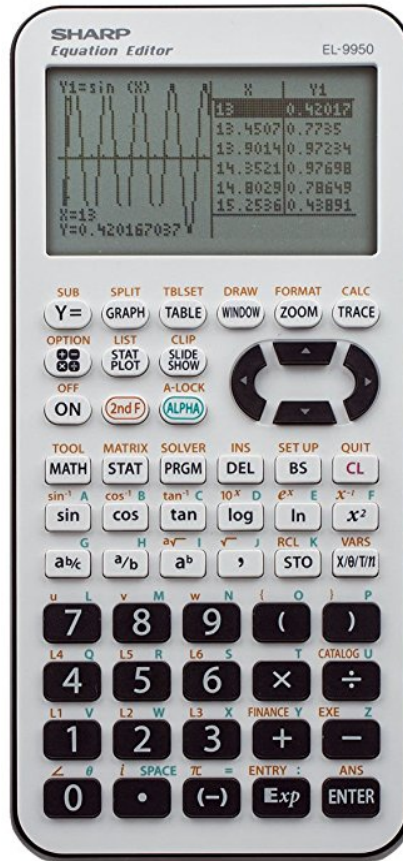 SHARP
Equation Editor EL-9950
Y1=sin (X) X Y1
13 0.42017
13.4507 0.7735
13.9014 0.97234
14.3521 0.97698
14.8029 0.78649
15.2536 0.43891
X=13
Y=0.420167037
SUB SPLIT TBLSET DRAW FORMAT CALC
Y= GRAPH TABLE WINDOW ZOOM TRACE
OPTION LIST CLIP
STAT PLOT SLIDE SHOW
OFF A-LOCK
ON 2nd F ALPHA
TOOL MATRIX SOLVER INS SET UP QUIT
MATH STAT PRGM DEL BS CL
sin⁻¹ A cos⁻¹ B tan⁻¹ C 10ˣ D eˣ E x⁻¹ F
sin cos tan log ln x²
G H ª√ I √ J RCL K VARS
ab/c a/b aᵇ , STO X/θ/T/n
u L v M w N { O } P
7 8 9 ( )
L4 Q L5 R L6 S T CATALOG U
4 5 6 × ÷
L1 V L2 W L3 X FINANCE Y EXE Z
1 2 3 + −
∠ θ i SPACE π = ENTRY : ANS
0 • (−) Exp ENTER